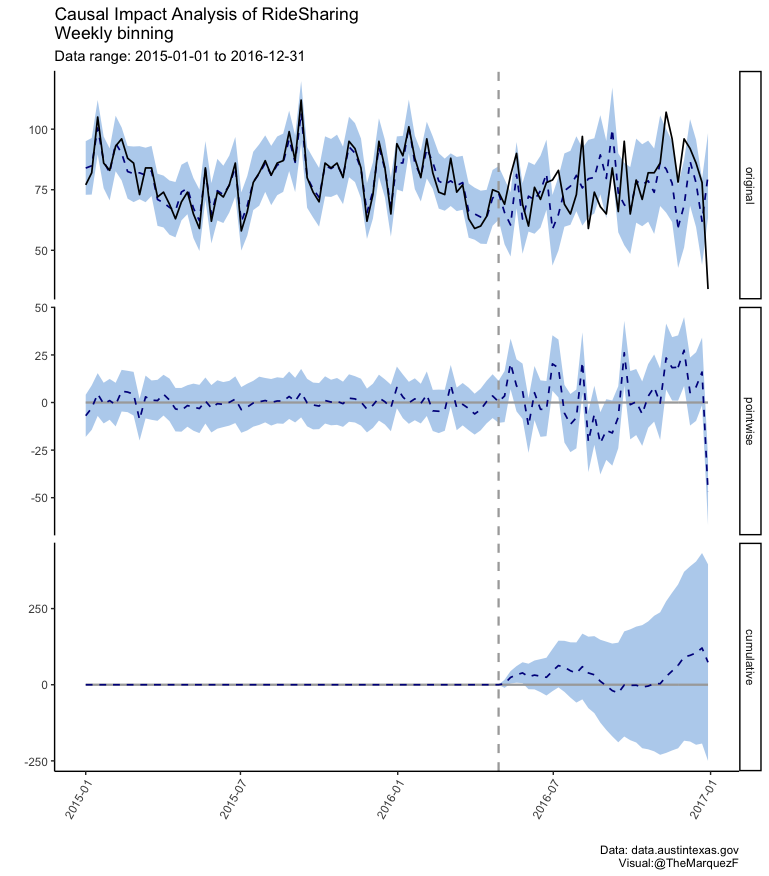 Causal Impact Analysis of RideSharing
Weekly binning
Data range: 2015-01-01 to 2016-12-31
100
75
50
original
50
25
0
-25
-50
pointwise
250
0
-250
cumulative
2015-01
2015-07
2016-01
2016-07
2017-01
Data: data.austintexas.gov
Visual:@TheMarquezF